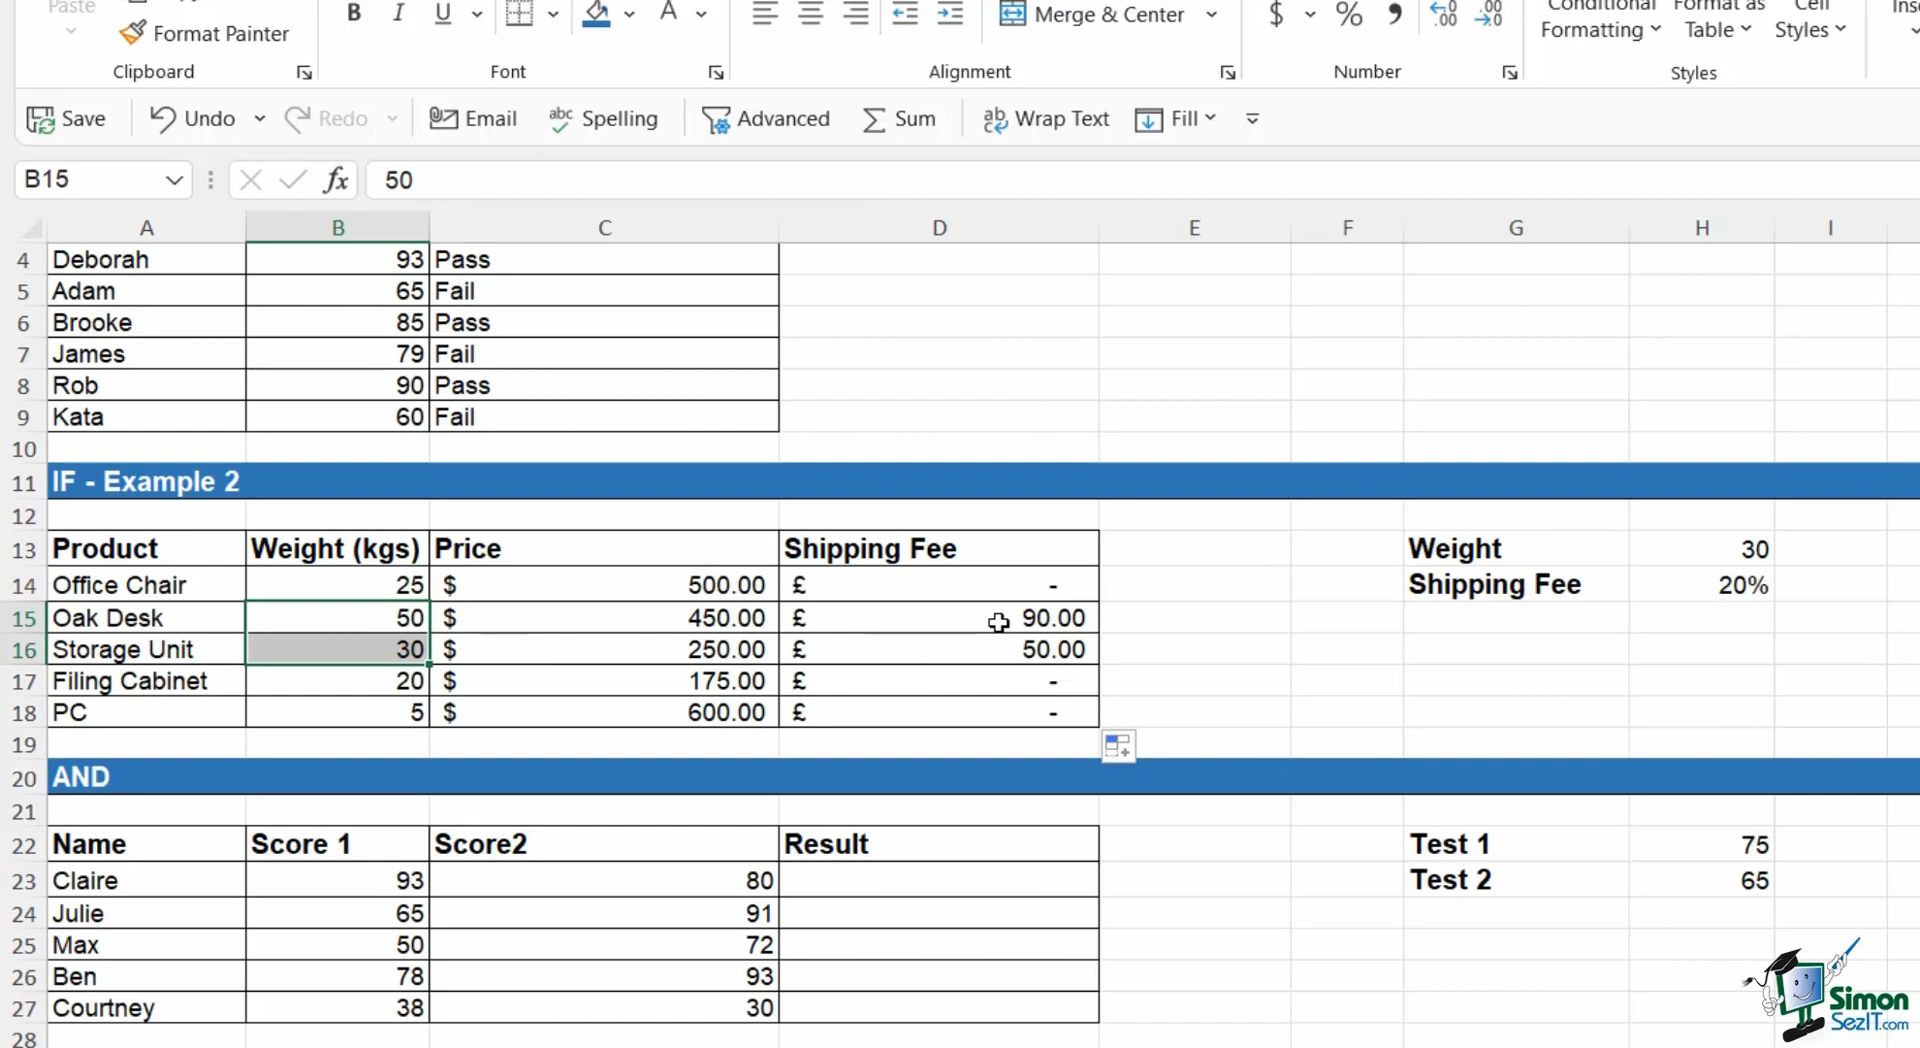 Paste
Format Painter
B I U A
Merge & Center
$ % , .00 .00
Conditional Formatting
Format as Table
Cell Styles
Clipboard Font Alignment Number Styles
Save Undo Redo Email abc Spelling Advanced Sum ab Wrap Text Fill
B15 fx 50
A B C D E F G H I
4 Deborah 93 Pass
5 Adam 65 Fail
6 Brooke 85 Pass
7 James 79 Fail
8 Rob 90 Pass
9 Kata 60 Fail
10
11 IF - Example 2
12
13 Product Weight (kgs) Price Shipping Fee Weight 30
14 Office Chair 25 $ 500.00 £ - Shipping Fee 20%
15 Oak Desk 50 $ 450.00 £ 90.00
16 Storage Unit 30 $ 250.00 £ 50.00
17 Filing Cabinet 20 $ 175.00 £ -
18 PC 5 $ 600.00 £ -
19
20 AND
21
22 Name Score 1 Score2 Result Test 1 75
23 Claire 93 80 Test 2 65
24 Julie 65 91
25 Max 50 72
26 Ben 78 93
27 Courtney 38 30
28
Simon
SezIT.com